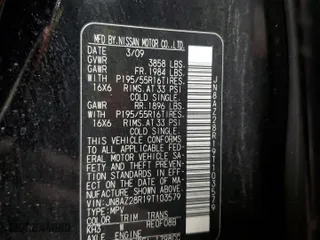 MFD BY.NISSAN MOTOR CO.,LTD.
3/09
GVWR 3858 LBS.
GAWR FR.1984 LBS.
WITH P195/55R16TIRES
16X6 RIMS.AT 33 PSI
COLD SINGLE.
GAWR RR.1896 LBS.
WITH P195/55R16TIRES
16X6 RIMS.AT 33 PSI
COLD SINGLE.
THIS VEHICLE CONFORMS
TO ALL APPLICABLE FED-
ERAL MOTOR VEHICLE SA-
FETY AND THEFT PREVEN-
TION STANDARDS IN EFF-
ECT ON THE DATE OF MA-
NUFACTURE SHOWN ABOVE.
VIN:JN8AZ28R19T103579
TYPE:MPV
COLOR TRIM TRANS
KH3 W RE0F08B
AXLE ENGINE
JN8AZ28R19T103579